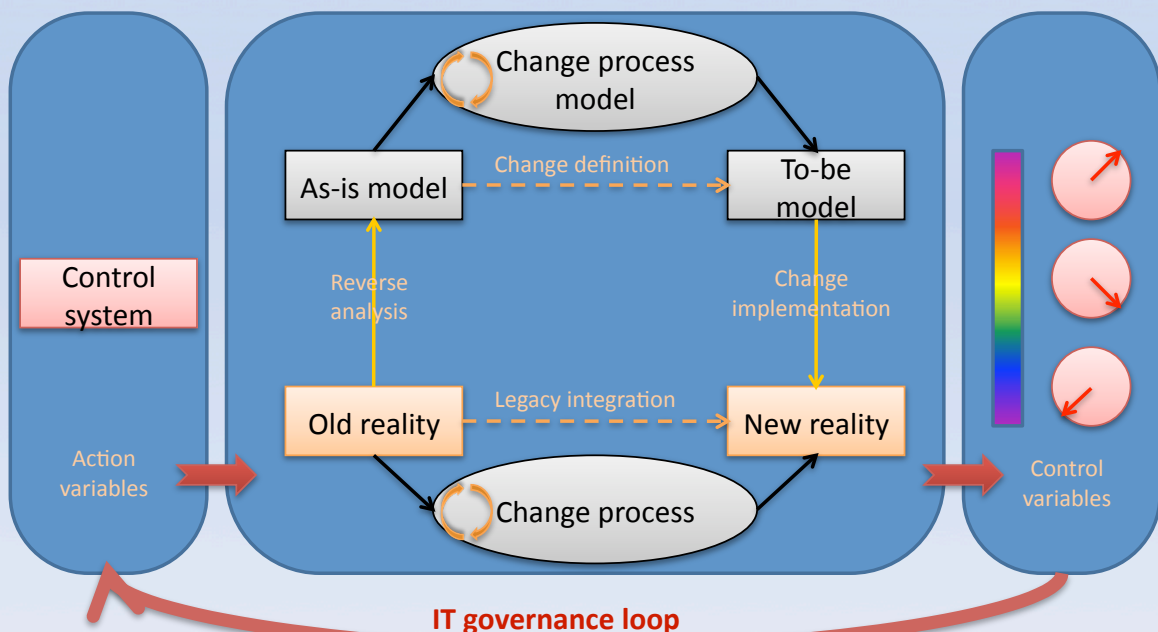 Change process
model
Change definition
As-is model
To-be
model
Control
system
Reverse
analysis
Change
implementation
Old reality
Legacy integration
New reality
Action
variables
Change process
Control
variables
IT governance loop